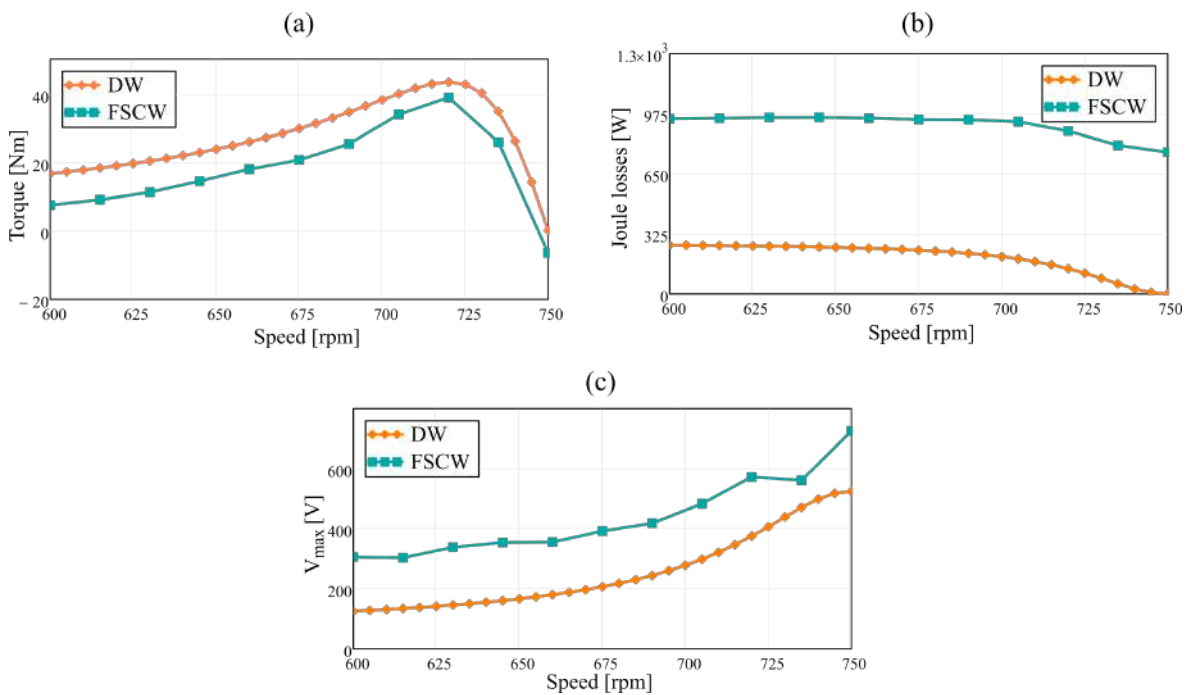 (a)
DW
FSCW
40
20
0
– 20
Torque [Nm]
600 625 650 675 700 725 750
Speed [rpm]
(b)
1.3×10³
975
650
325
0
Joule losses [W]
DW
FSCW
600 625 650 675 700 725 750
Speed [rpm]
(c)
DW
FSCW
600
400
200
0
Vmax [V]
600 625 650 675 700 725 750
Speed [rpm]